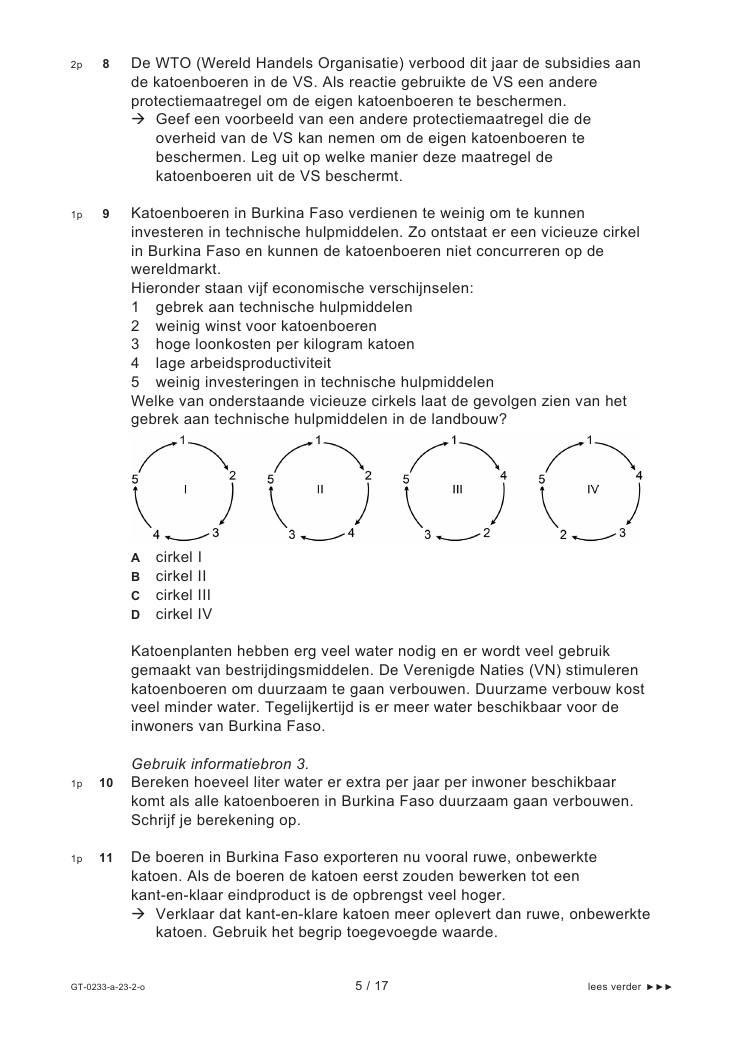 2p 8 De WTO (Wereld Handels Organisatie) verbood dit jaar de subsidies aan
de katoenboeren in de VS. Als reactie gebruikte de VS een andere
protectiemaatregel om de eigen katoenboeren te beschermen.
→ Geef een voorbeeld van een andere protectiemaatregel die de
overheid van de VS kan nemen om de eigen katoenboeren te
beschermen. Leg uit op welke manier deze maatregel de
katoenboeren uit de VS beschermt.
1p 9 Katoenboeren in Burkina Faso verdienen te weinig om te kunnen
investeren in technische hulpmiddelen. Zo ontstaat er een vicieuze cirkel
in Burkina Faso en kunnen de katoenboeren niet concurreren op de
wereldmarkt.
Hieronder staan vijf economische verschijnselen:
1 gebrek aan technische hulpmiddelen
2 weinig winst voor katoenboeren
3 hoge loonkosten per kilogram katoen
4 lage arbeidsproductiviteit
5 weinig investeringen in technische hulpmiddelen
Welke van onderstaande vicieuze cirkels laat de gevolgen zien van het
gebrek aan technische hulpmiddelen in de landbouw?
1 1 1 1
5 2 5 2 5 4 5 4
I II III IV
4 3 3 4 3 2 2 3
A cirkel I
B cirkel II
C cirkel III
D cirkel IV
Katoenplanten hebben erg veel water nodig en er wordt veel gebruik
gemaakt van bestrijdingsmiddelen. De Verenigde Naties (VN) stimuleren
katoenboeren om duurzaam te gaan verbouwen. Duurzame verbouw kost
veel minder water. Tegelijkertijd is er meer water beschikbaar voor de
inwoners van Burkina Faso.
Gebruik informatiebron 3.
1p 10 Bereken hoeveel liter water er extra per jaar per inwoner beschikbaar
komt als alle katoenboeren in Burkina Faso duurzaam gaan verbouwen.
Schrijf je berekening op.
1p 11 De boeren in Burkina Faso exporteren nu vooral ruwe, onbewerkte
katoen. Als de boeren de katoen eerst zouden bewerken tot een
kant-en-klaar eindproduct is de opbrengst veel hoger.
→ Verklaar dat kant-en-klare katoen meer oplevert dan ruwe, onbewerkte
katoen. Gebruik het begrip toegevoegde waarde.
GT-0233-a-23-2-o 5 / 17 lees verder ►►►